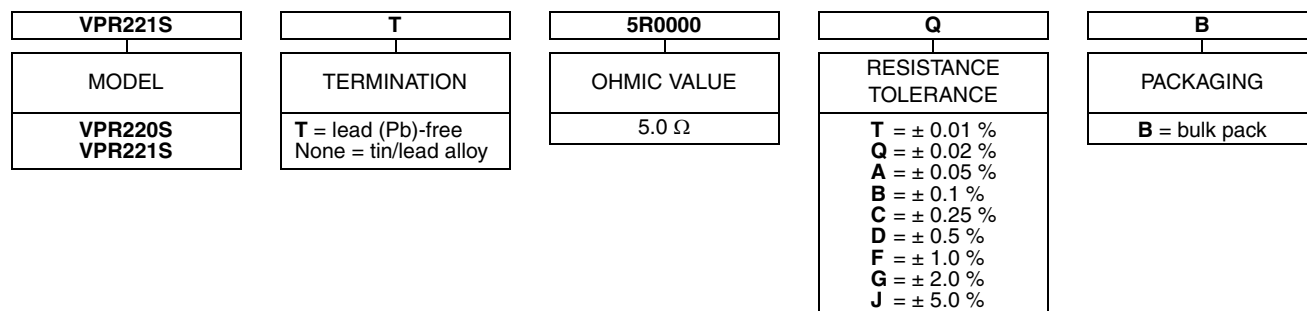 VPR221S
T
5R0000
Q
B
MODEL
TERMINATION
OHMIC VALUE
RESISTANCE
TOLERANCE
PACKAGING
VPR220S
VPR221S
T = lead (Pb)-free
None = tin/lead alloy
5.0 Ω
T = ± 0.01 %
Q = ± 0.02 %
A = ± 0.05 %
B = ± 0.1 %
C = ± 0.25 %
D = ± 0.5 %
F = ± 1.0 %
G = ± 2.0 %
J = ± 5.0 %
B = bulk pack